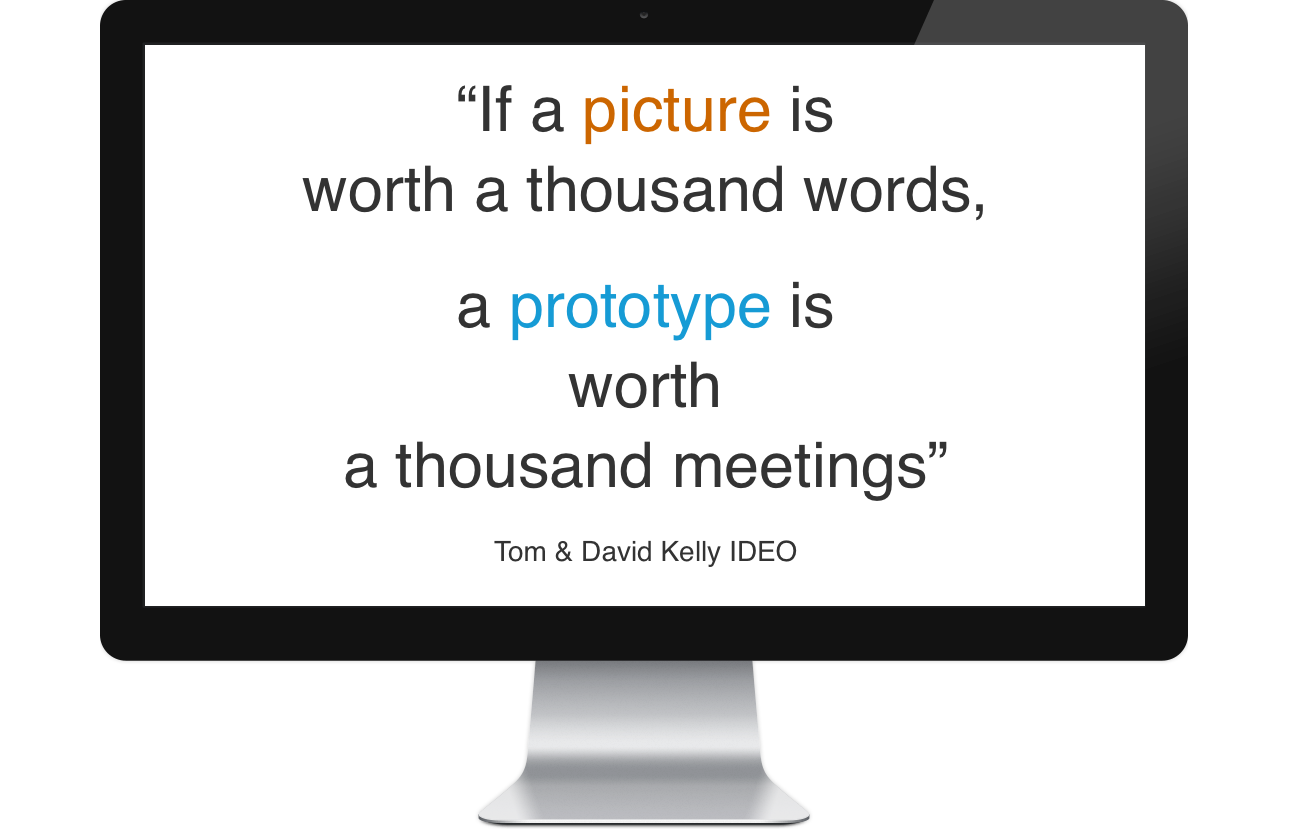 “If a picture is
worth a thousand words,
a prototype is
worth
a thousand meetings”
Tom & David Kelly IDEO